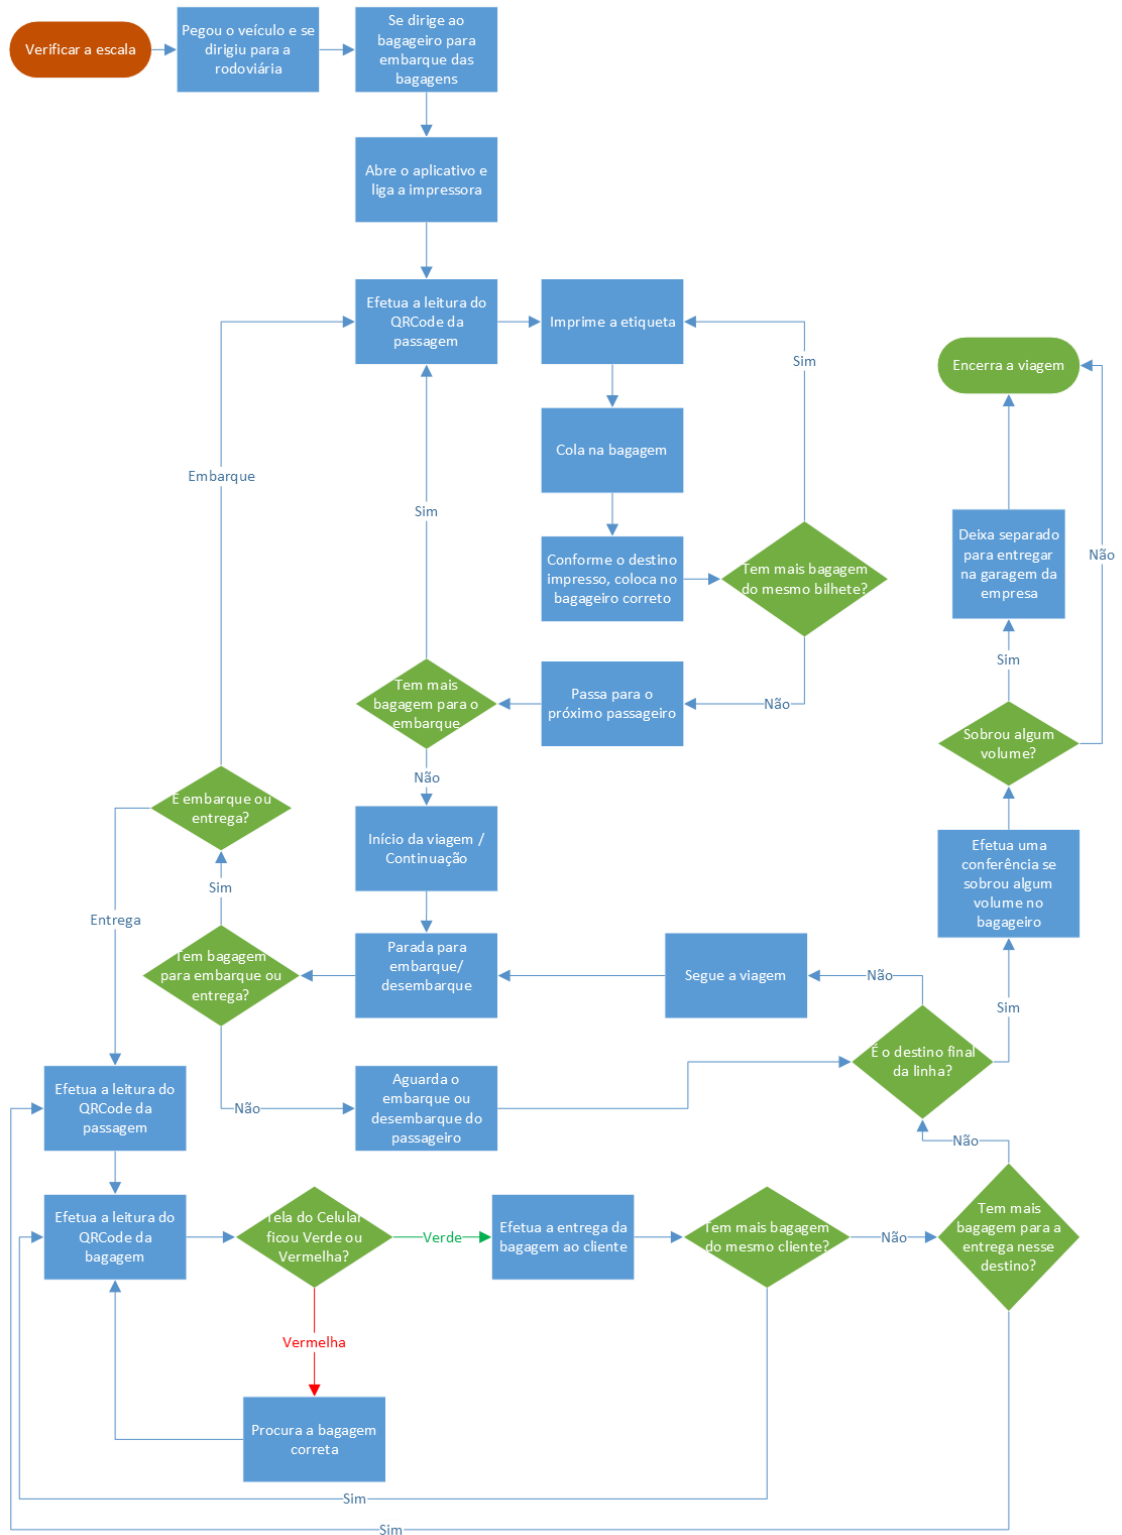 Verificar a escala
Pegou o veículo e se
dirigiu para a
rodoviária
Se dirige ao
bagageiro para
embarque das
bagagens
Abre o aplicativo e
liga a impressora
Efetua a leitura do
QRCode da
passagem
Imprime a etiqueta
Sim
Encerra a viagem
Cola na bagagem
Embarque
Sim
Conforme o destino
impresso, coloca no
bagageiro correto
Tem mais bagagem
do mesmo bilhete?
Deixa separado
para entregar
na garagem da
empresa
Não
Sim
Tem mais
bagagem para o
embarque
Passa para o
próximo passageiro
Não
Sobrou algum
volume?
Não
É embarque ou
entrega?
Início da viagem /
Continuação
Efetua uma
conferência se
sobrou algum
volume no
bagageiro
Sim
Entrega
Tem bagagem
para embarque ou
entrega?
Parada para
embarque/
desembarque
Segue a viagem
Não
Sim
É o destino final
da linha?
Efetua a leitura do
QRCode da
passagem
Não
Aguarda o
embarque ou
desembarque do
passageiro
Não
Efetua a leitura do
QRCode da
bagagem
Tela do Celular
ficou Verde ou
Vermelha?
Verde
Efetua a entrega da
bagagem ao cliente
Tem mais bagagem
do mesmo cliente?
Não
Tem mais
bagagem para a
entrega nesse
destino?
Vermelha
Procura a bagagem
correta
Sim
Sim